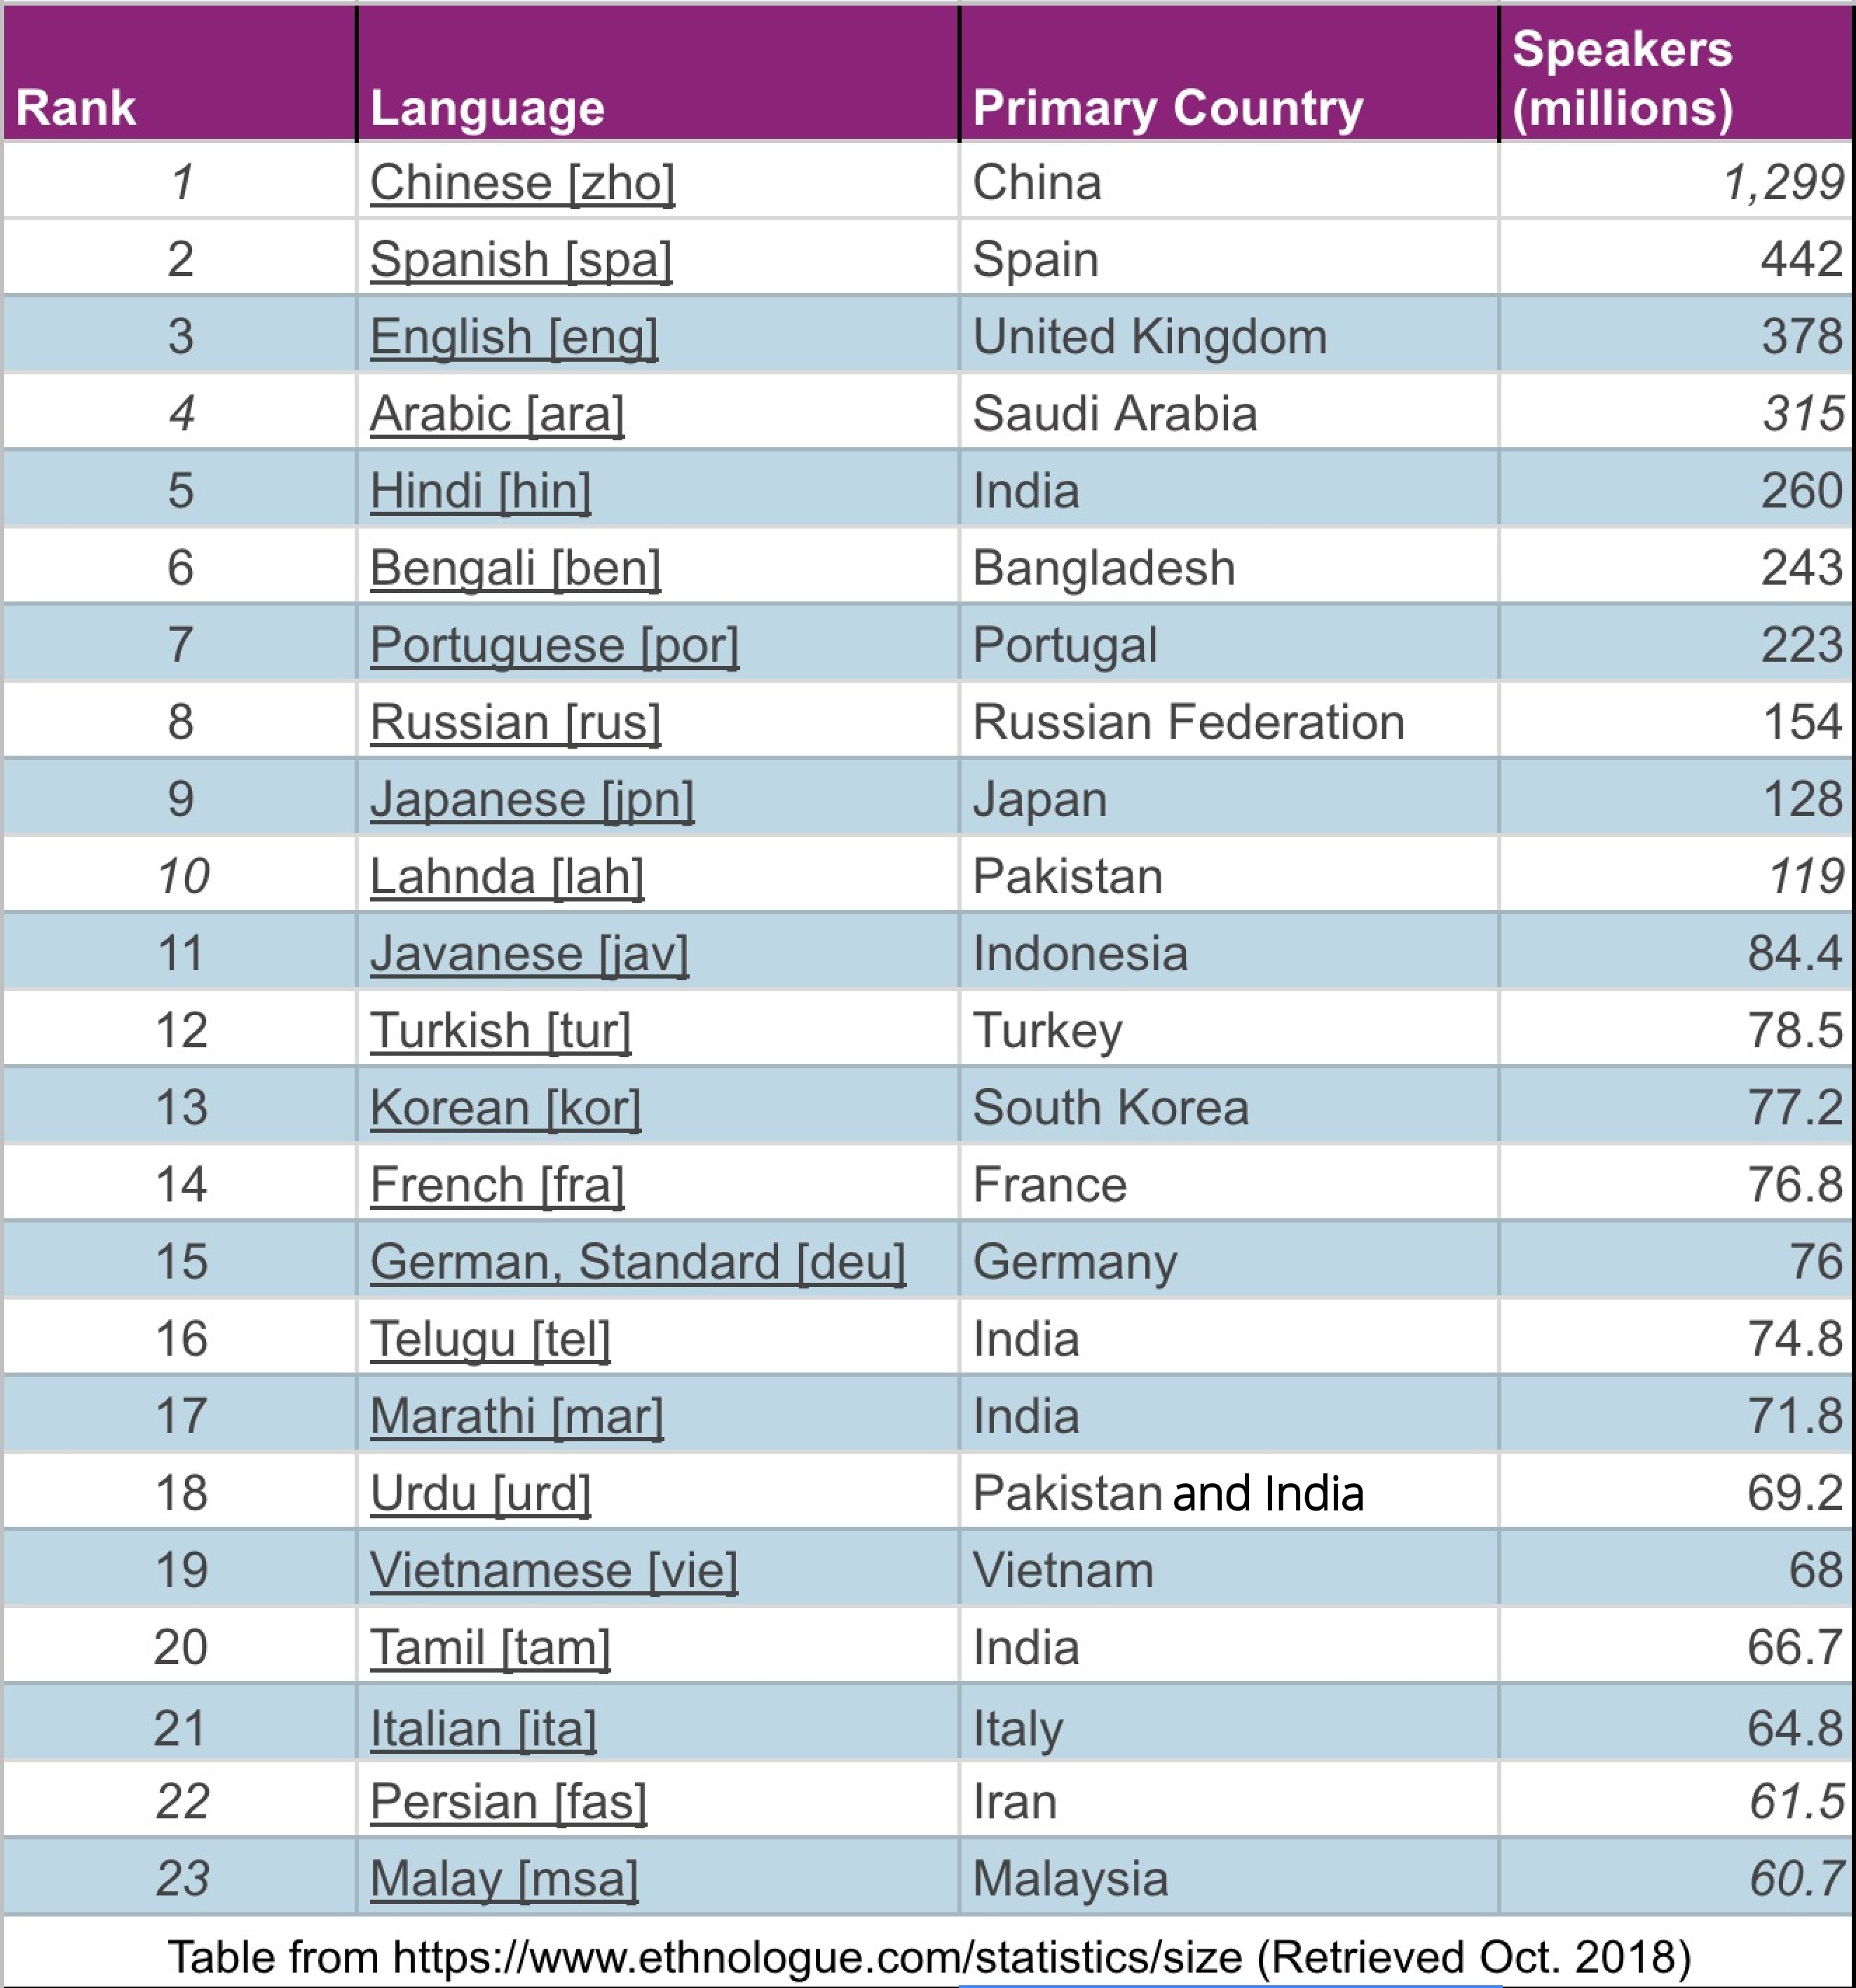 Rank Language Primary Country Speakers (millions)
1 Chinese [zho] China 1,299
2 Spanish [spa] Spain 442
3 English [eng] United Kingdom 378
4 Arabic [ara] Saudi Arabia 315
5 Hindi [hin] India 260
6 Bengali [ben] Bangladesh 243
7 Portuguese [por] Portugal 223
8 Russian [rus] Russian Federation 154
9 Japanese [jpn] Japan 128
10 Lahnda [lah] Pakistan 119
11 Javanese [jav] Indonesia 84.4
12 Turkish [tur] Turkey 78.5
13 Korean [kor] South Korea 77.2
14 French [fra] France 76.8
15 German, Standard [deu] Germany 76
16 Telugu [tel] India 74.8
17 Marathi [mar] India 71.8
18 Urdu [urd] Pakistan and India 69.2
19 Vietnamese [vie] Vietnam 68
20 Tamil [tam] India 66.7
21 Italian [ita] Italy 64.8
22 Persian [fas] Iran 61.5
23 Malay [msa] Malaysia 60.7
Table from https://www.ethnologue.com/statistics/size (Retrieved Oct. 2018)